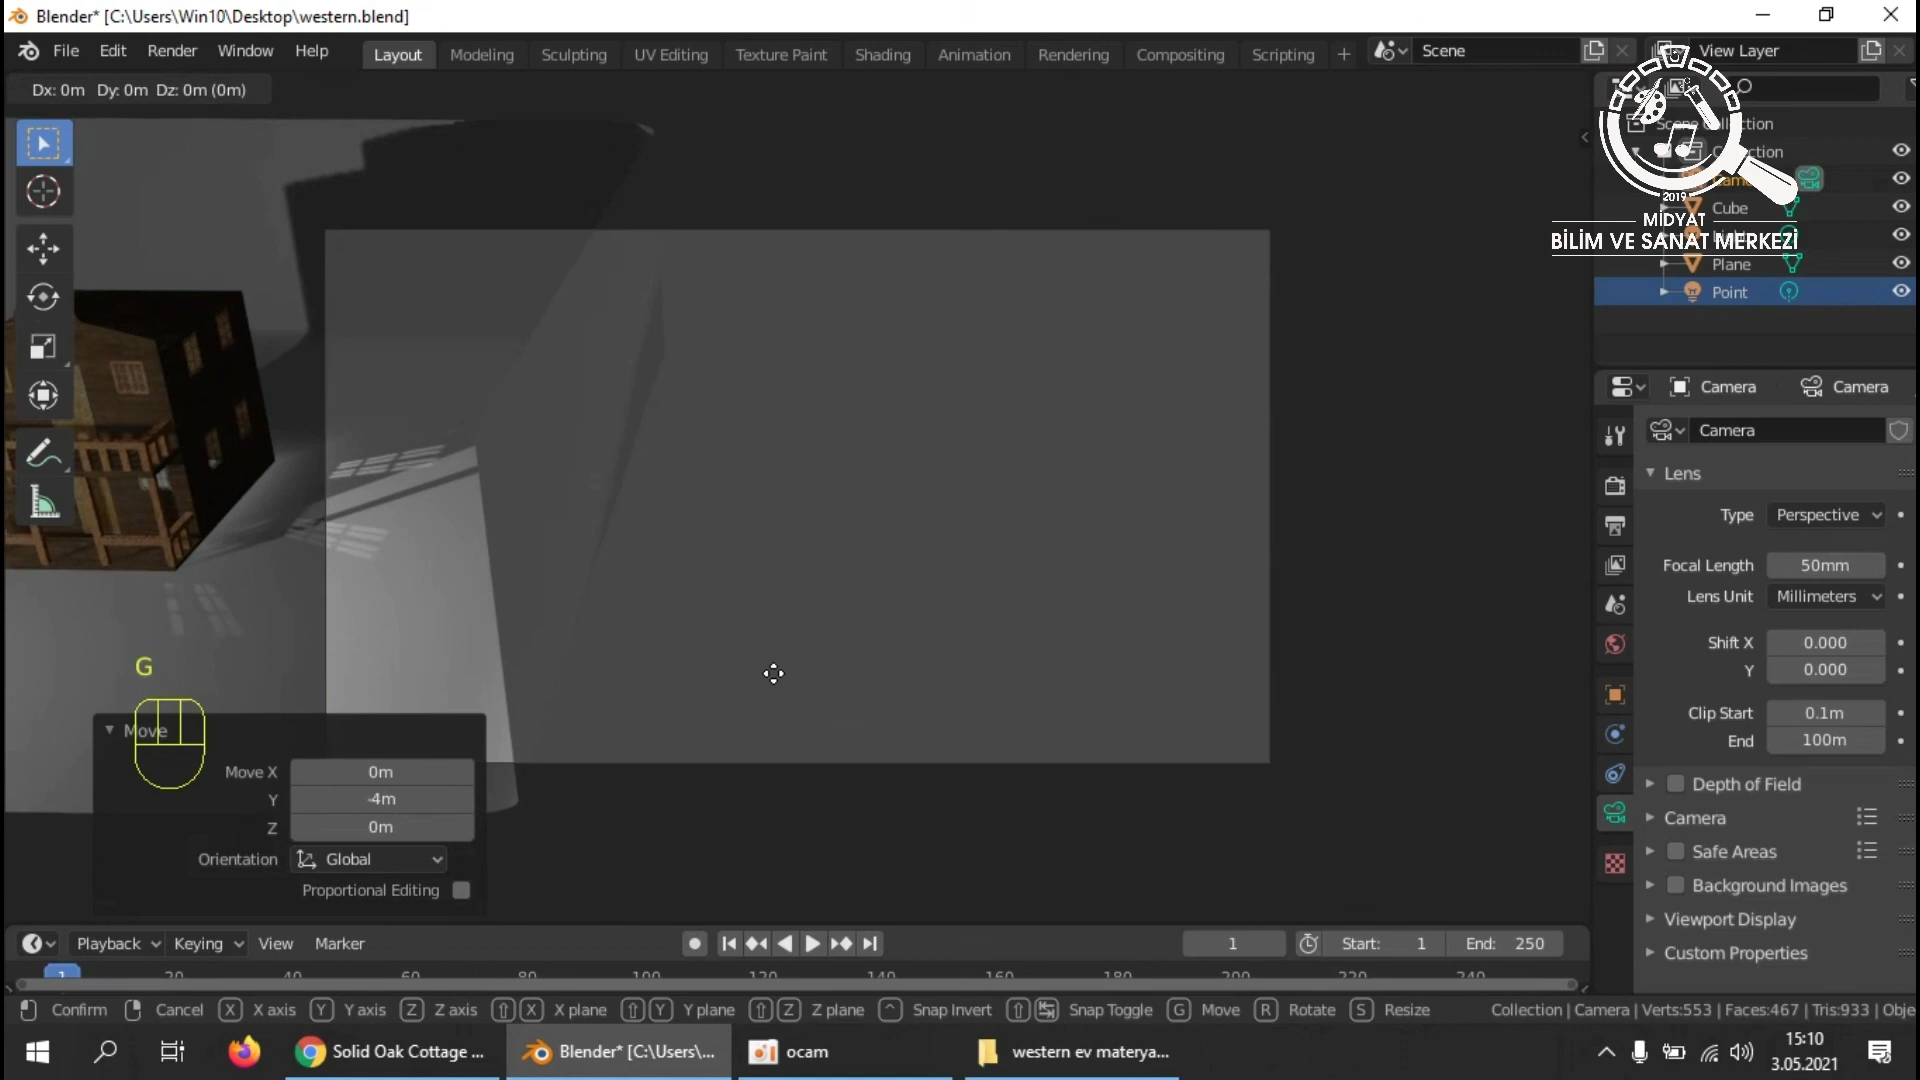 Blender* [C:\Users\Win10\Desktop\western.blend]
File Edit Render Window Help Layout Modeling Sculpting UV Editing Texture Paint Shading Animation Rendering Compositing Scripting + Scene View Layer
Dx: 0m Dy: 0m Dz: 0m (0m)
Collection
Cube
Plane
Point
2019
MİDYAT
BİLİM VE SANAT MERKEZİ
Camera Camera
Camera
Lens
Type Perspective
Focal Length 50mm
Lens Unit Millimeters
Shift X 0.000
Y 0.000
Clip Start 0.1m
End 100m
Depth of Field
Camera
Safe Areas
Background Images
Viewport Display
Custom Properties
G
Move
Move X 0m
Y -4m
Z 0m
Orientation Global
Proportional Editing
Playback Keying View Marker 1 Start: 1 End: 250
1 20 40 60 80 100 120 140 160 180 200 220 240
Confirm Cancel X X axis Y Y axis Z Z axis X X plane Y Y plane Z Z plane Snap Invert Snap Toggle G Move R Rotate S Resize Collection | Camera | Verts:553 | Faces:467 | Tris:933 | Obje
Solid Oak Cottage ... Blender* [C:\Users\... ocam western ev materya...
15:10
3.05.2021